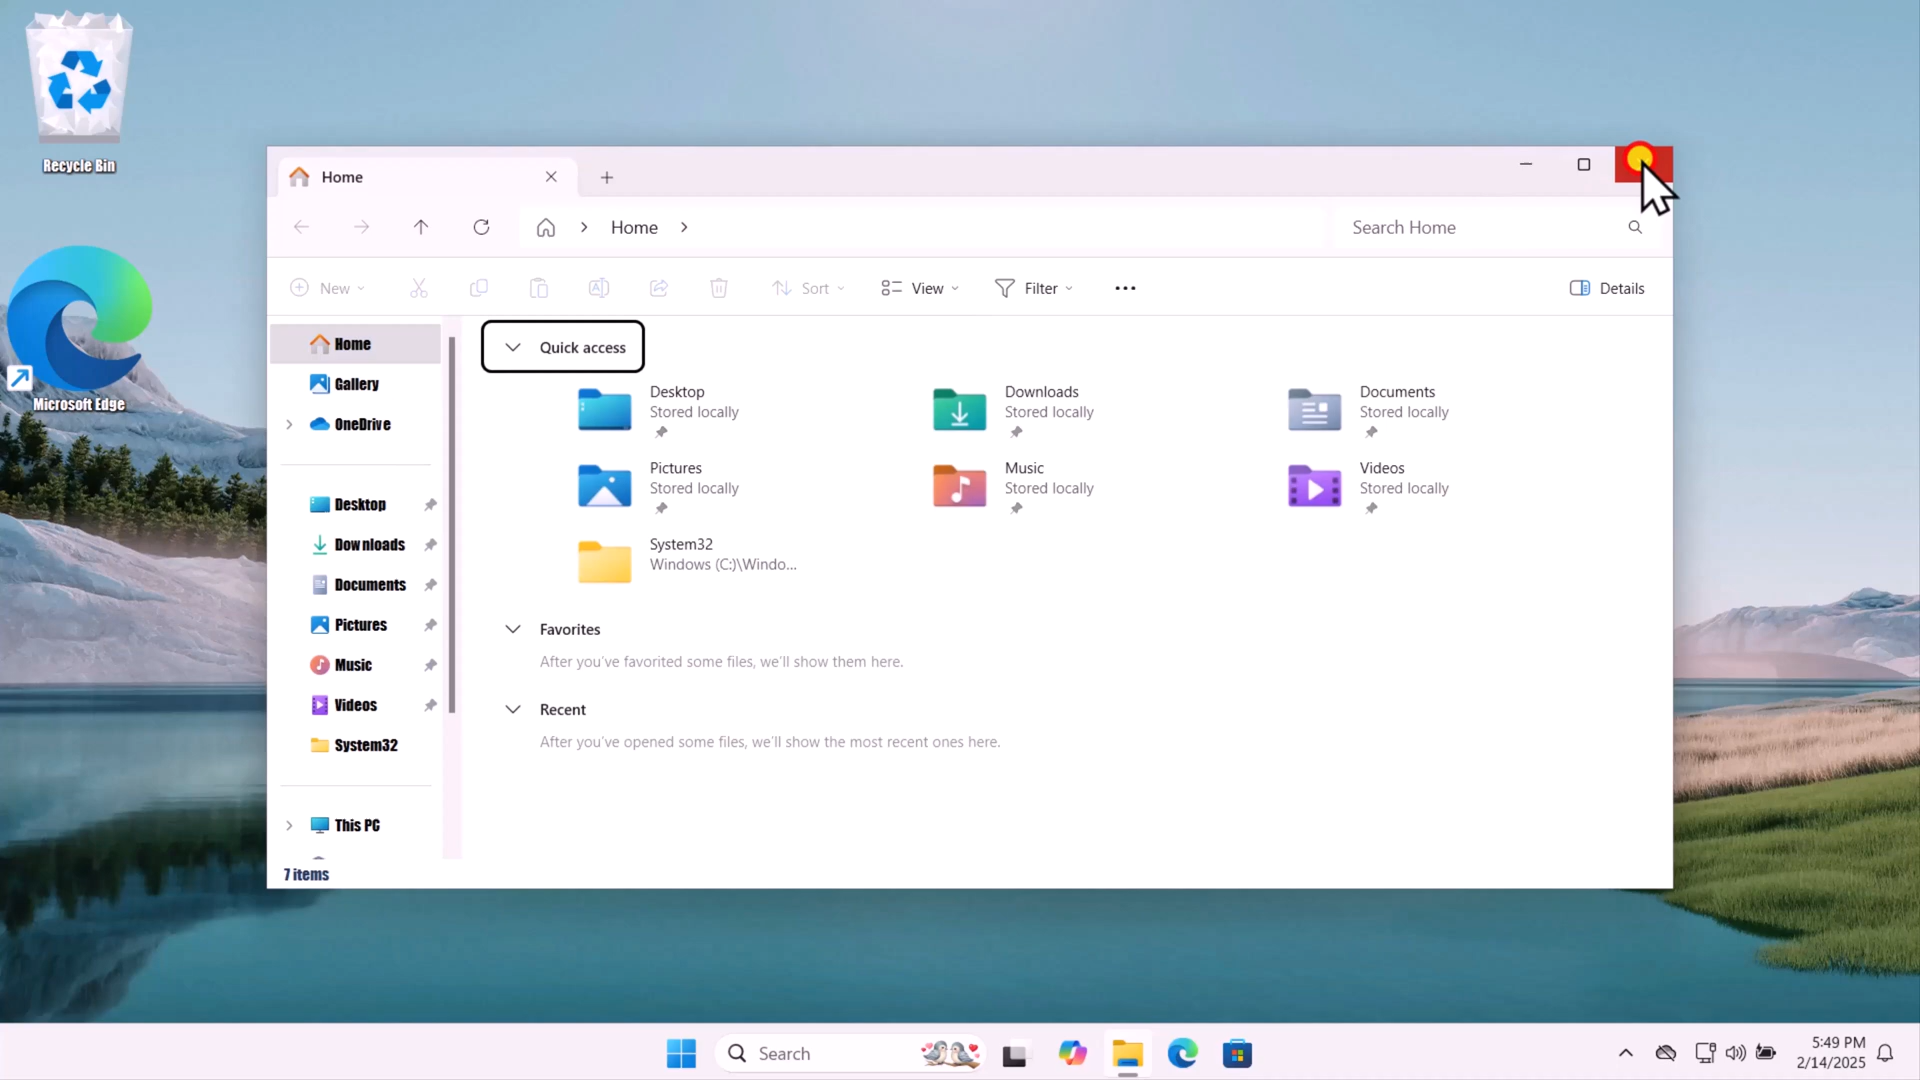 Recycle Bin
Microsoft Edge
Home
Home
Search Home
New
Sort
View
Filter
Details
Home
Gallery
OneDrive
Desktop
Downloads
Documents
Pictures
Music
Videos
System32
This PC
7 items
Quick access
Desktop
Stored locally
Downloads
Stored locally
Documents
Stored locally
Pictures
Stored locally
Music
Stored locally
Videos
Stored locally
System32
Windows (C:)\Windo...
Favorites
After you've favorited some files, we'll show them here.
Recent
After you've opened some files, we'll show the most recent ones here.
Search
5:49 PM
2/14/2025